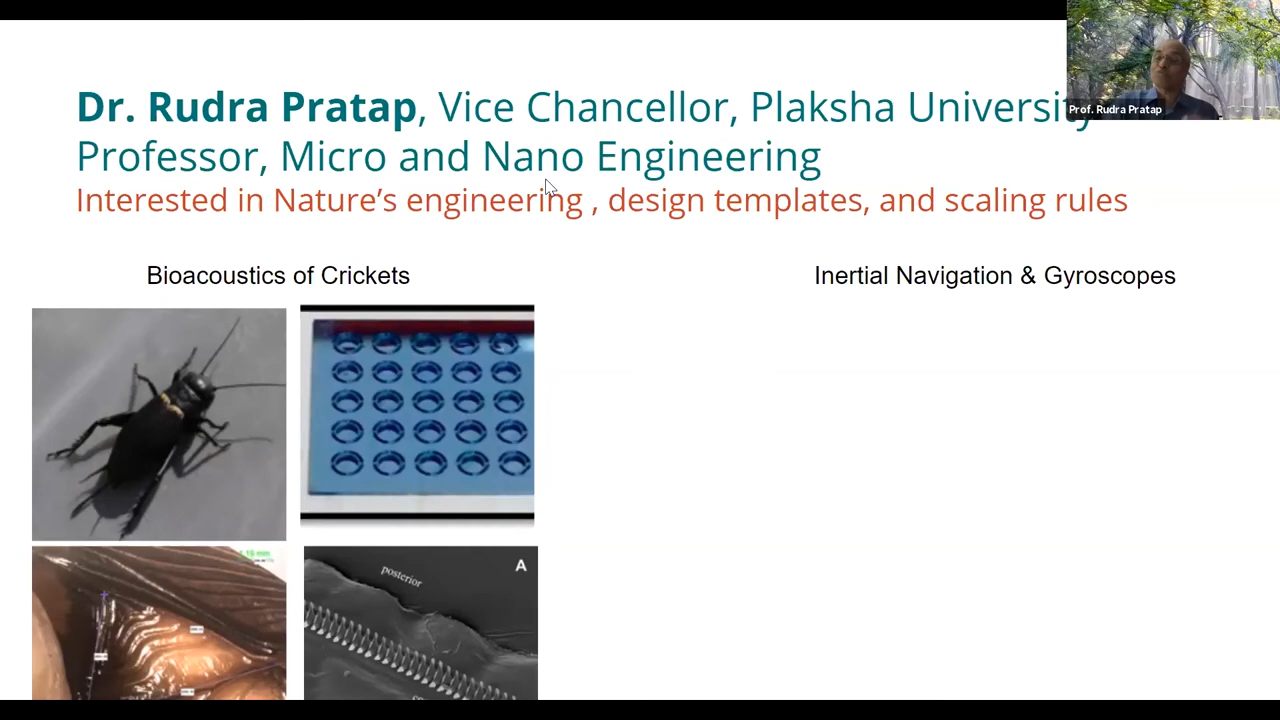 Dr. Rudra Pratap, Vice Chancellor, Plaksha University
Prof. Rudra Pratap
Professor, Micro and Nano Engineering
Interested in Nature’s engineering , design templates, and scaling rules
Bioacoustics of Crickets
Inertial Navigation & Gyroscopes
A
posterior